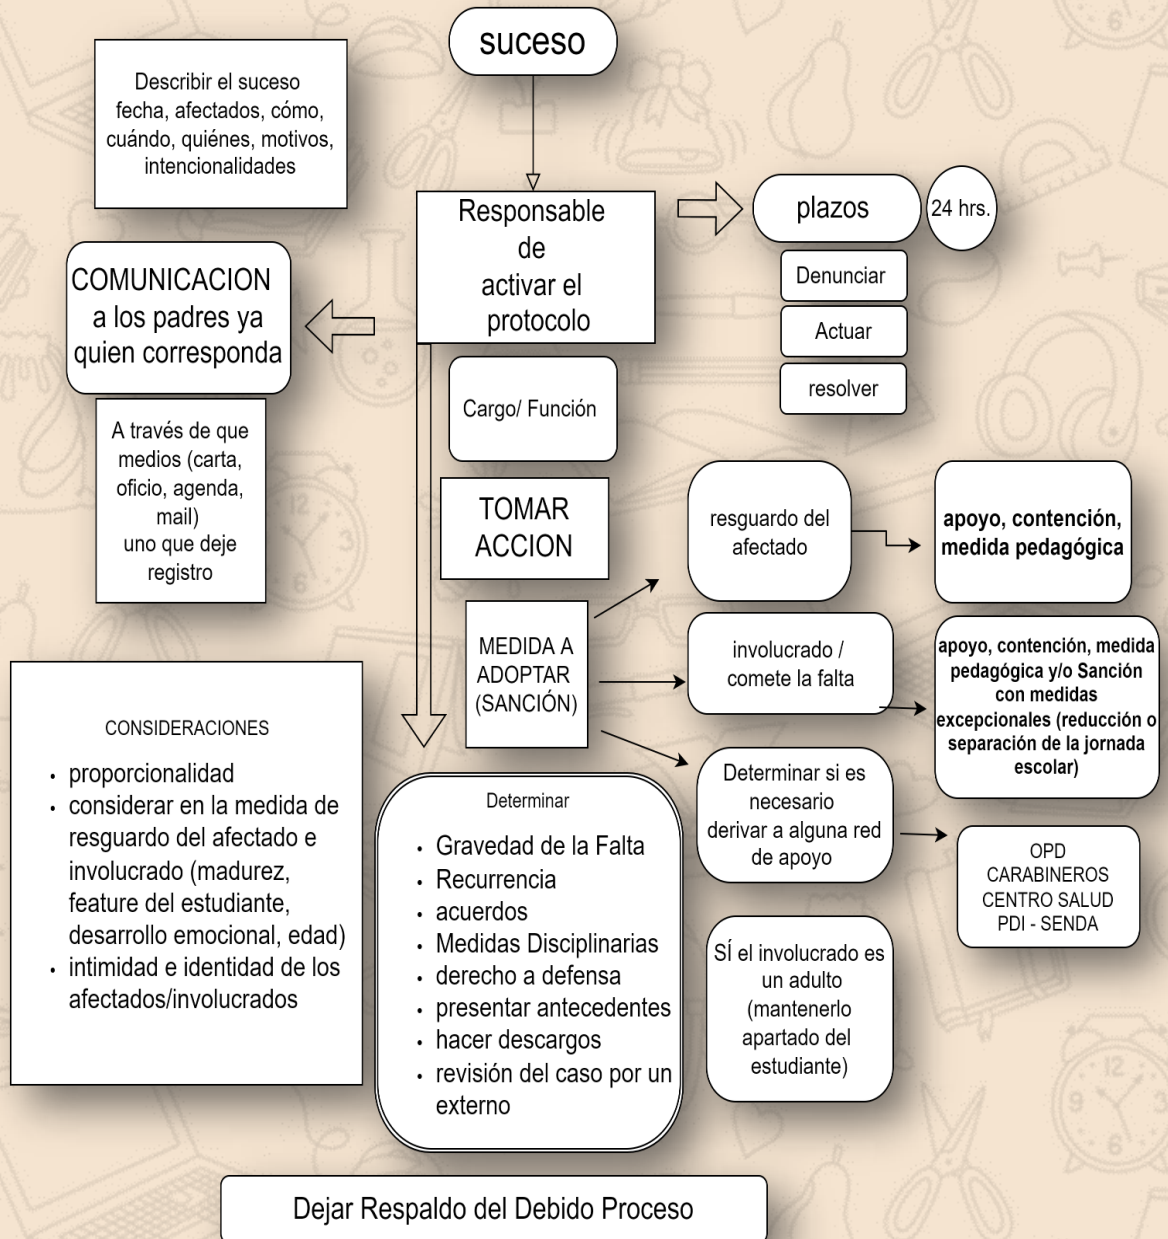 suceso
Describir el suceso
fecha, afectados, cómo,
cuándo, quiénes, motivos,
intencionalidades
Responsable
de
activar el
protocolo
plazos
24 hrs.
Denunciar
Actuar
resolver
COMUNICACION
a los padres ya
quien corresponda
A través de que
medios (carta,
oficio, agenda,
mail)
uno que deje
registro
Cargo/ Función
TOMAR
ACCION
MEDIDA A
ADOPTAR
(SANCIÓN)
resguardo del
afectado
apoyo, contención,
medida pedagógica
involucrado /
comete la falta
apoyo, contención, medida
pedagógica y/o Sanción
con medidas
excepcionales (reducción o
separación de la jornada
escolar)
Determinar si es
necesario
derivar a alguna red
de apoyo
OPD
CARABINEROS
CENTRO SALUD
PDI - SENDA
SÍ el involucrado es
un adulto
(mantenerlo
apartado del
estudiante)
CONSIDERACIONES
• proporcionalidad
• considerar en la medida de
resguardo del afectado e
involucrado (madurez,
feature del estudiante,
desarrollo emocional, edad)
• intimidad e identidad de los
afectados/involucrados
Determinar
• Gravedad de la Falta
• Recurrencia
• acuerdos
• Medidas Disciplinarias
• derecho a defensa
• presentar antecedentes
• hacer descargos
• revisión del caso por un
externo
Dejar Respaldo del Debido Proceso